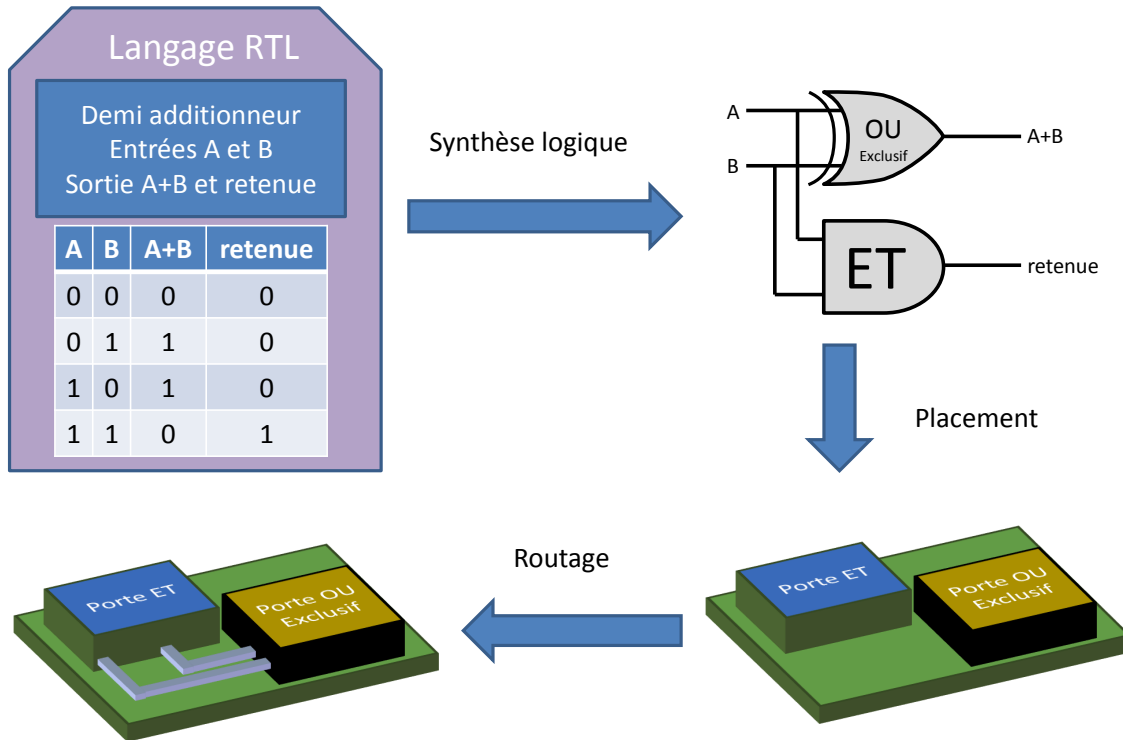 Langage RTL
Demi additionneur
Entrées A et B
Sortie A+B et retenue
A B A+B retenue
0 0 0 0
0 1 1 0
1 0 1 0
1 1 0 1
Synthèse logique
A
B
OU
Exclusif
A+B
ET
retenue
Placement
Porte ET
Porte OU
Exclusif
Routage
Porte ET
Porte OU
Exclusif